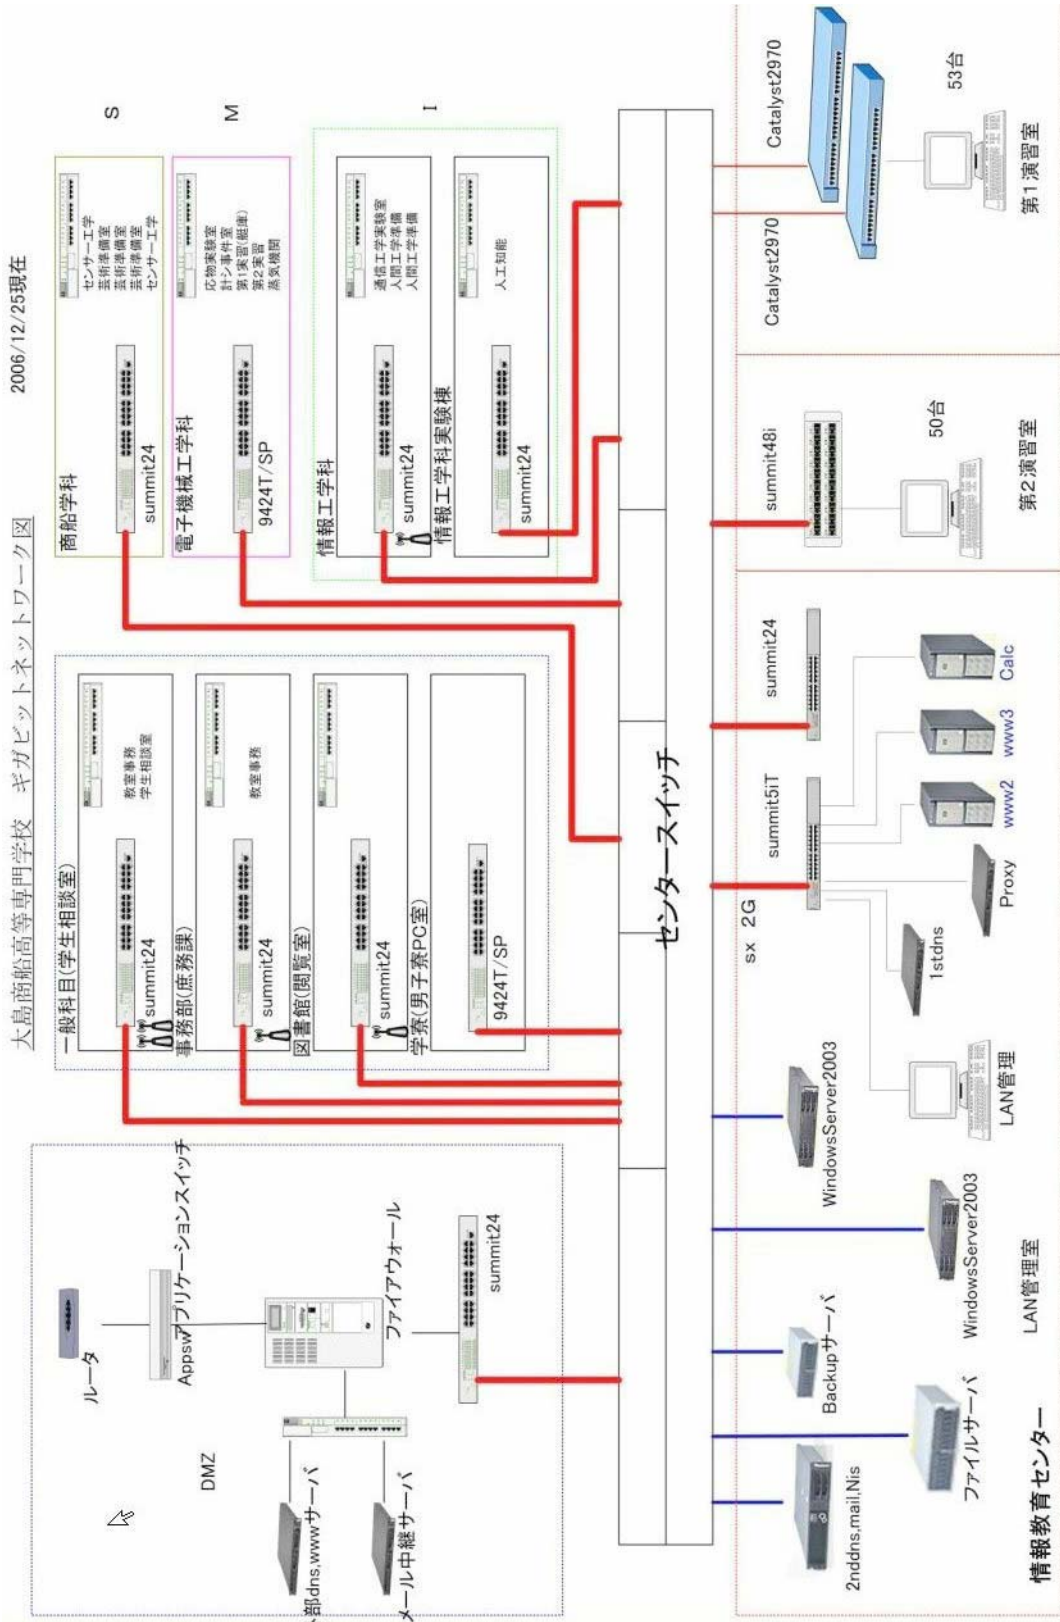 大島商船高等専門学校　ギガビットネットワーク図
2006/12/25現在
ルータ
Appswアプリケーションスイッチ
DMZ
ファイアウォール
部dns,wwwサーバ
メール中継サーバ
summit24
一般科目(学生相談室)
summit24
教室事務
学生相談室
事務部(庶務課)
summit24
教室事務
図書館(閲覧室)
summit24
学寮(男子寮PC室)
9424T/SP
商船学科
summit24
センサー工学
芸術準備室
芸術準備室
芸術準備室
センサー工学
S
電子機械工学科
9424T/SP
応物実験室
計シ事件室
第1実習(艇庫)
第2実習
蒸気機関
M
I
情報工学科
summit24
通信工学実験室
人間工学準備
人間工学準備
情報工学科実験棟
summit24
人工知能
センタースイッチ
2nddns,mail,Nis
ファイルサーバ
Backupサーバ
WindowsServer2003
WindowsServer2003
LAN管理室
情報教育センター
sx 2G
summit5iT
summit24
LAN管理
1stdns
Proxy
www2
www3
Calc
summit48i
50台
第2演習室
Catalyst2970
Catalyst2970
53台
第1演習室